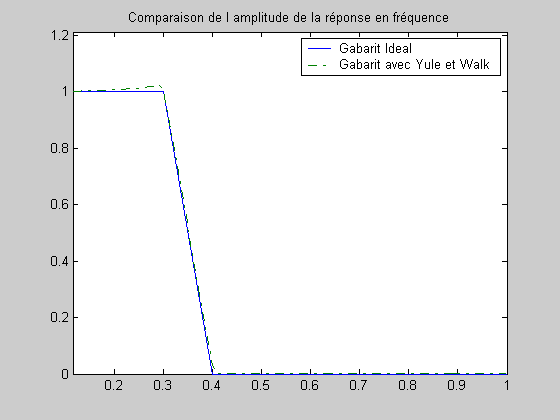 Comparaison de l amplitude de la réponse en fréquence
Gabarit Ideal
Gabarit avec Yule et Walk
1.2
1
0.8
0.6
0.4
0.2
0
0.2 0.3 0.4 0.5 0.6 0.7 0.8 0.9 1